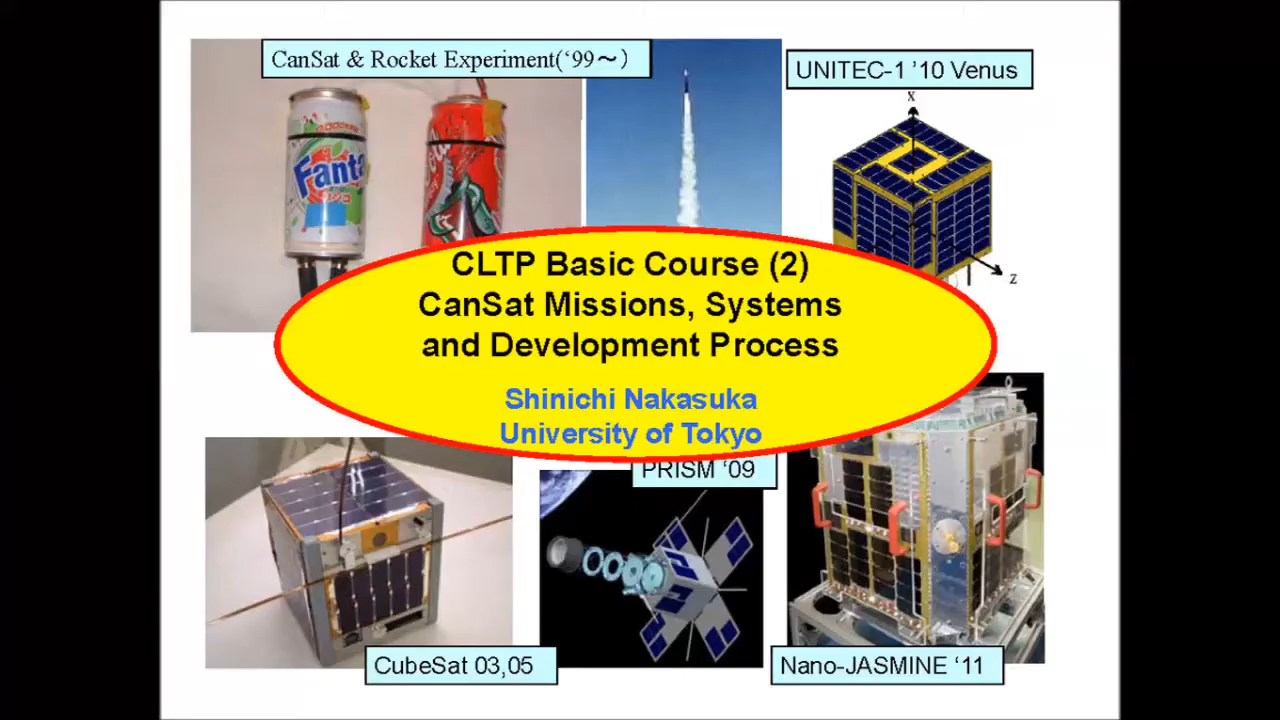 CanSat & Rocket Experiment(‘99～)
UNITEC-1 ’10 Venus
x
Fanta
z
CLTP Basic Course (2)
CanSat Missions, Systems
and Development Process
Shinichi Nakasuka
University of Tokyo
PRISM ‘09
CubeSat 03,05
Nano-JASMINE ‘11